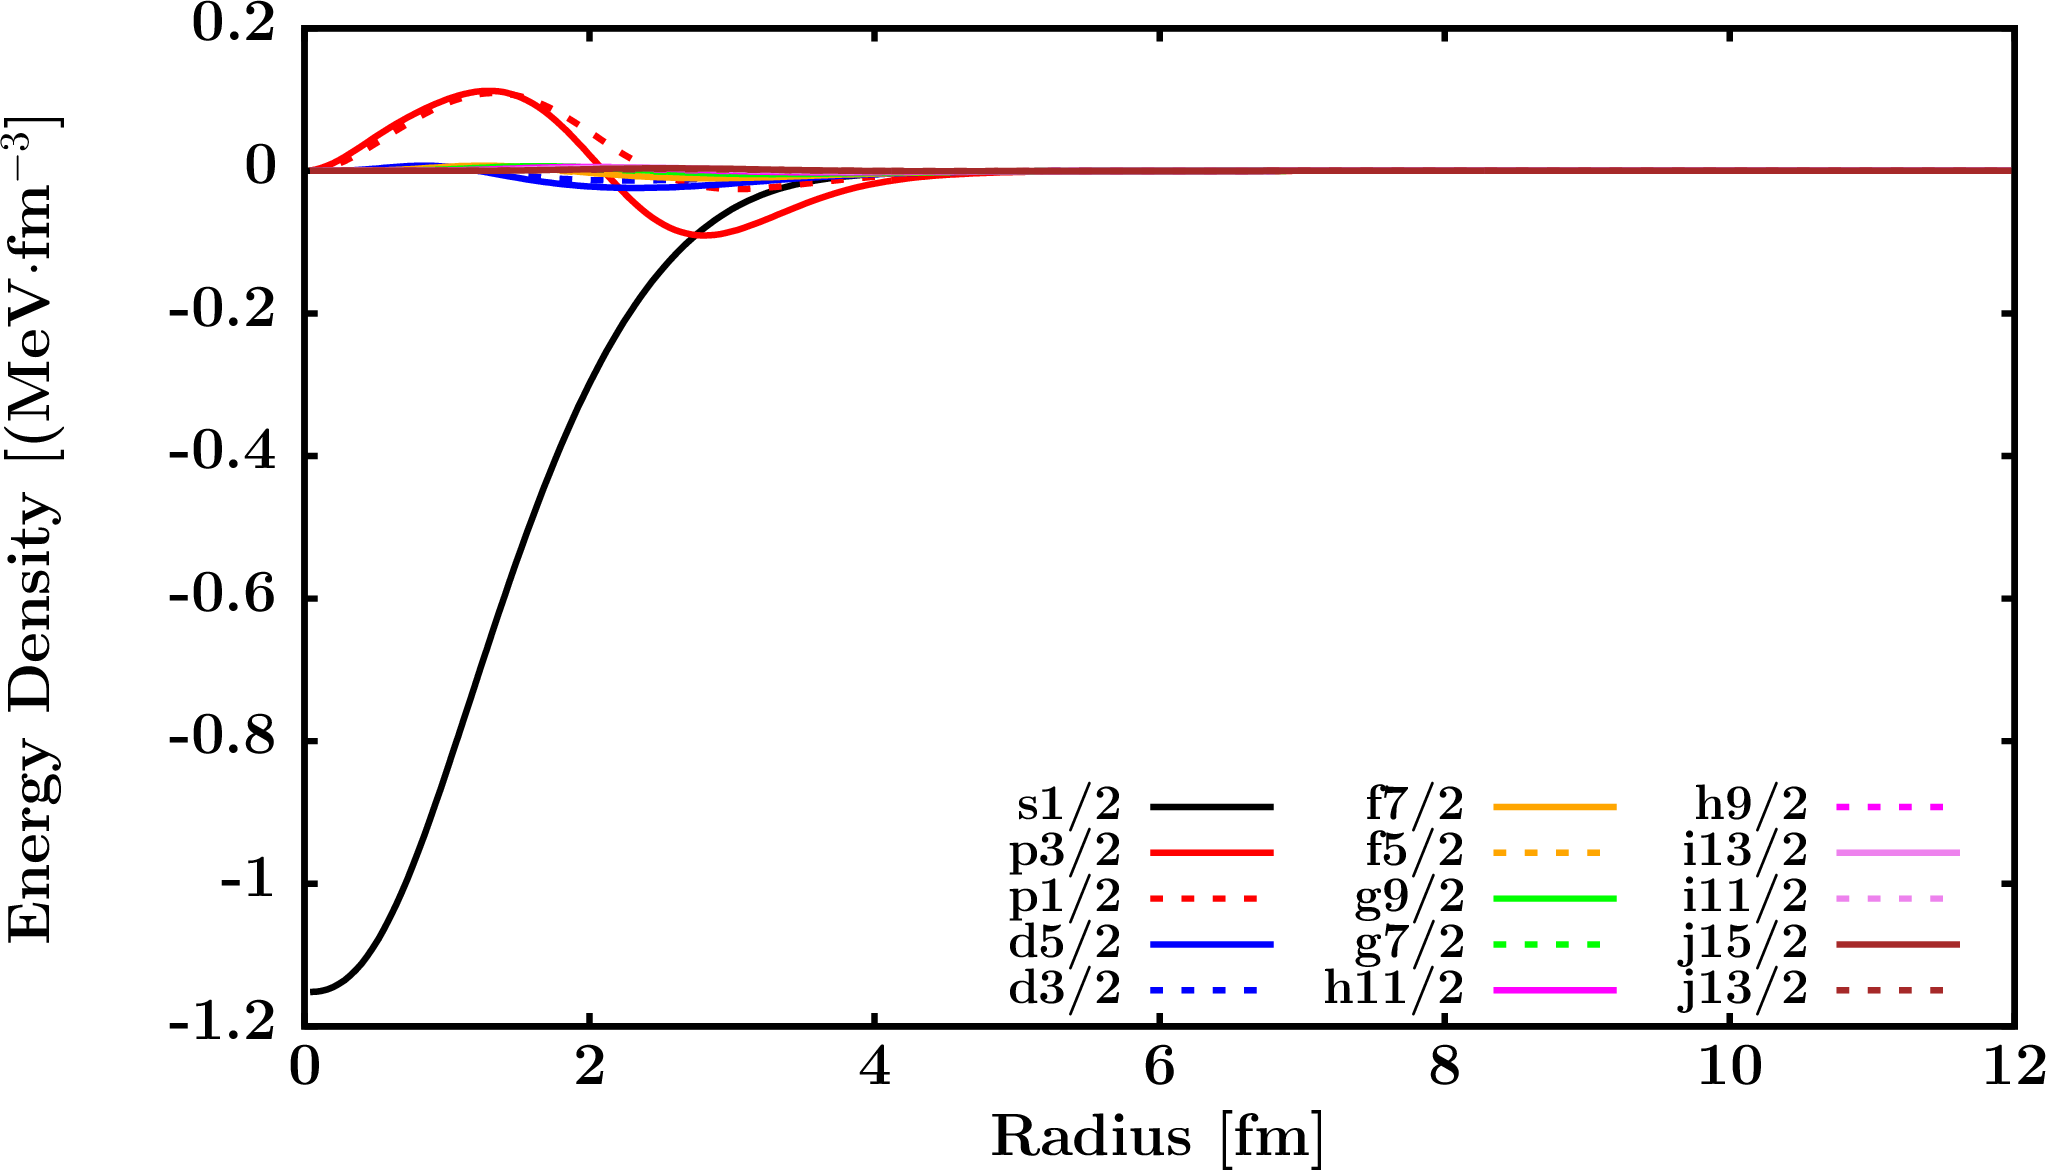 0.2
0
-0.2
-0.4
-0.6
-0.8
-1
-1.2
0 2 4 6 8 10 12
Energy Density [(MeV·fm⁻³]
Radius [fm]
s1/2
p3/2
p1/2
d5/2
d3/2
f7/2
f5/2
g9/2
g7/2
h11/2
h9/2
i13/2
i11/2
j15/2
j13/2